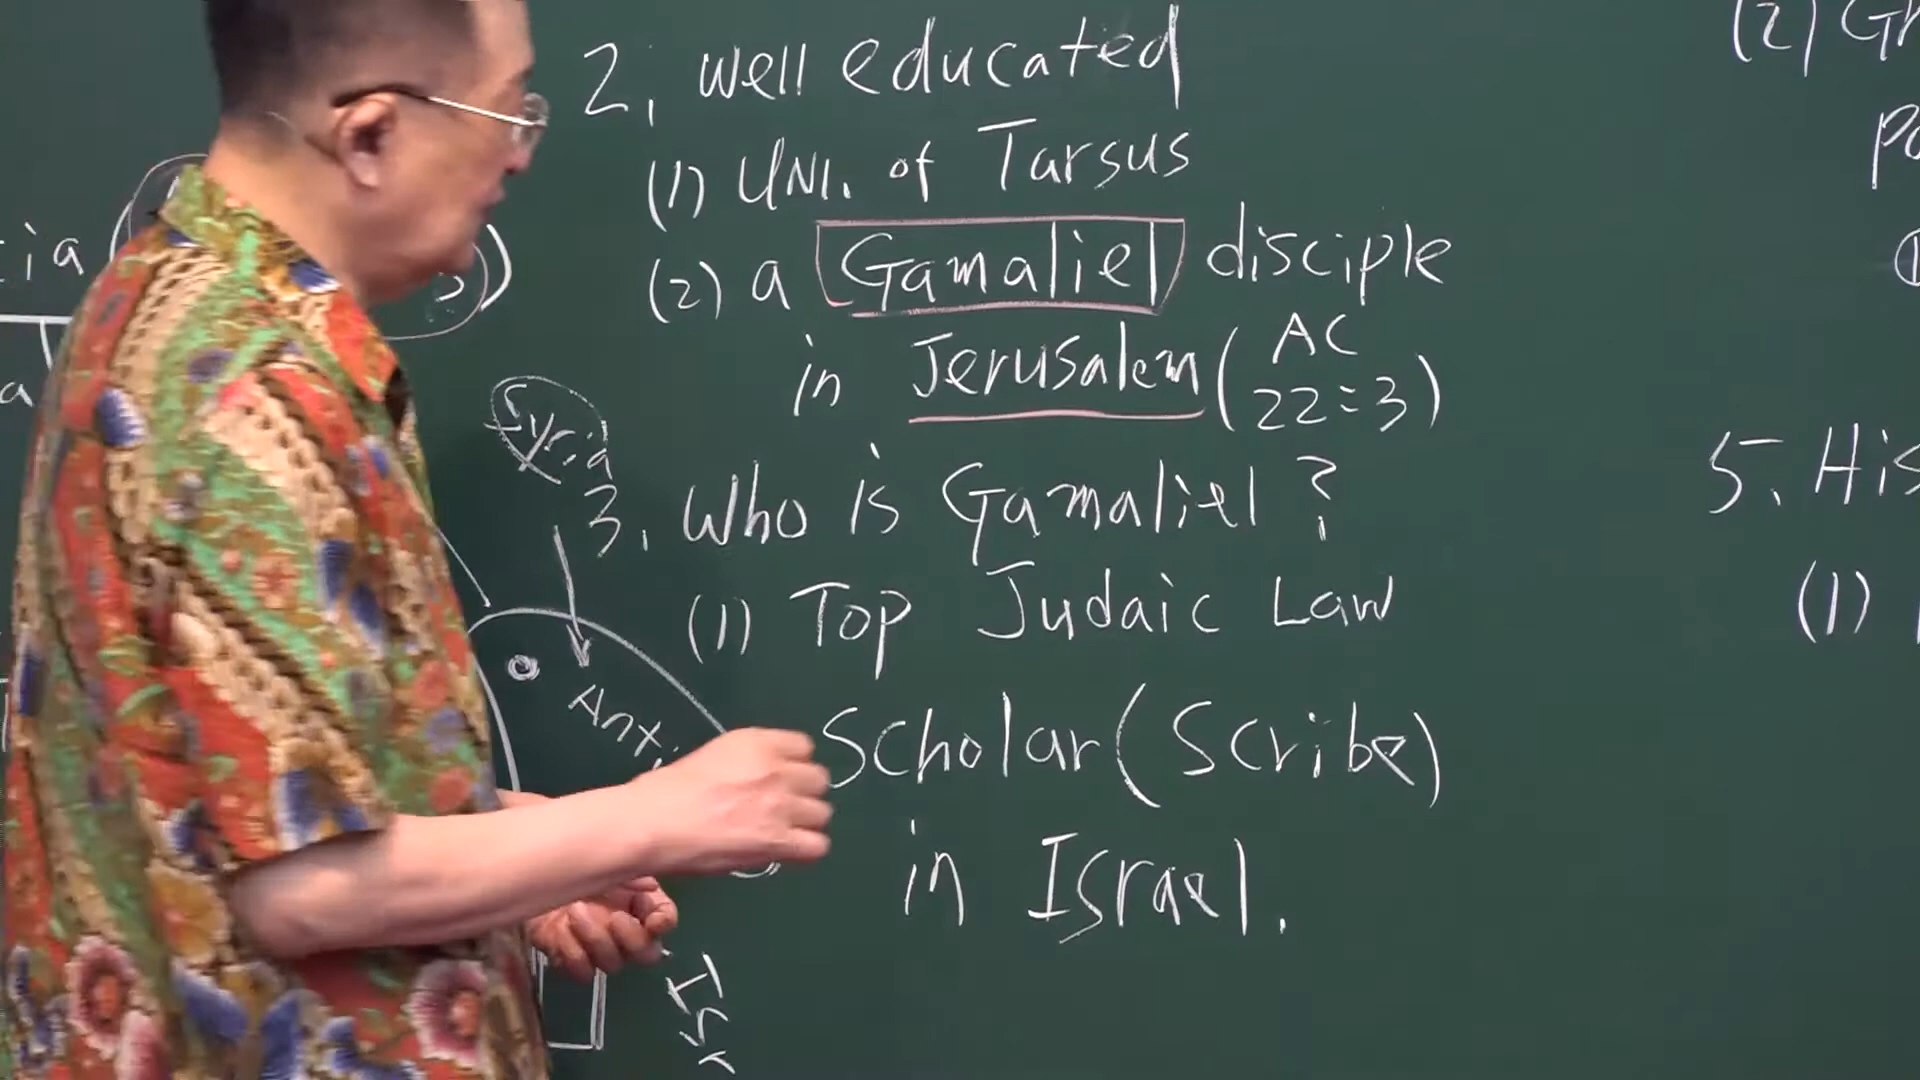 2, well educated
(1) UNI. of Tarsus
(2) a Gamaliel disciple
in Jerusalem (AC 22:3)
3. Who is Gamaliel?
(1) Top Judaic Law
Scholar (Scribe)
in Israel.
Syria
(2)
5. His
(1)